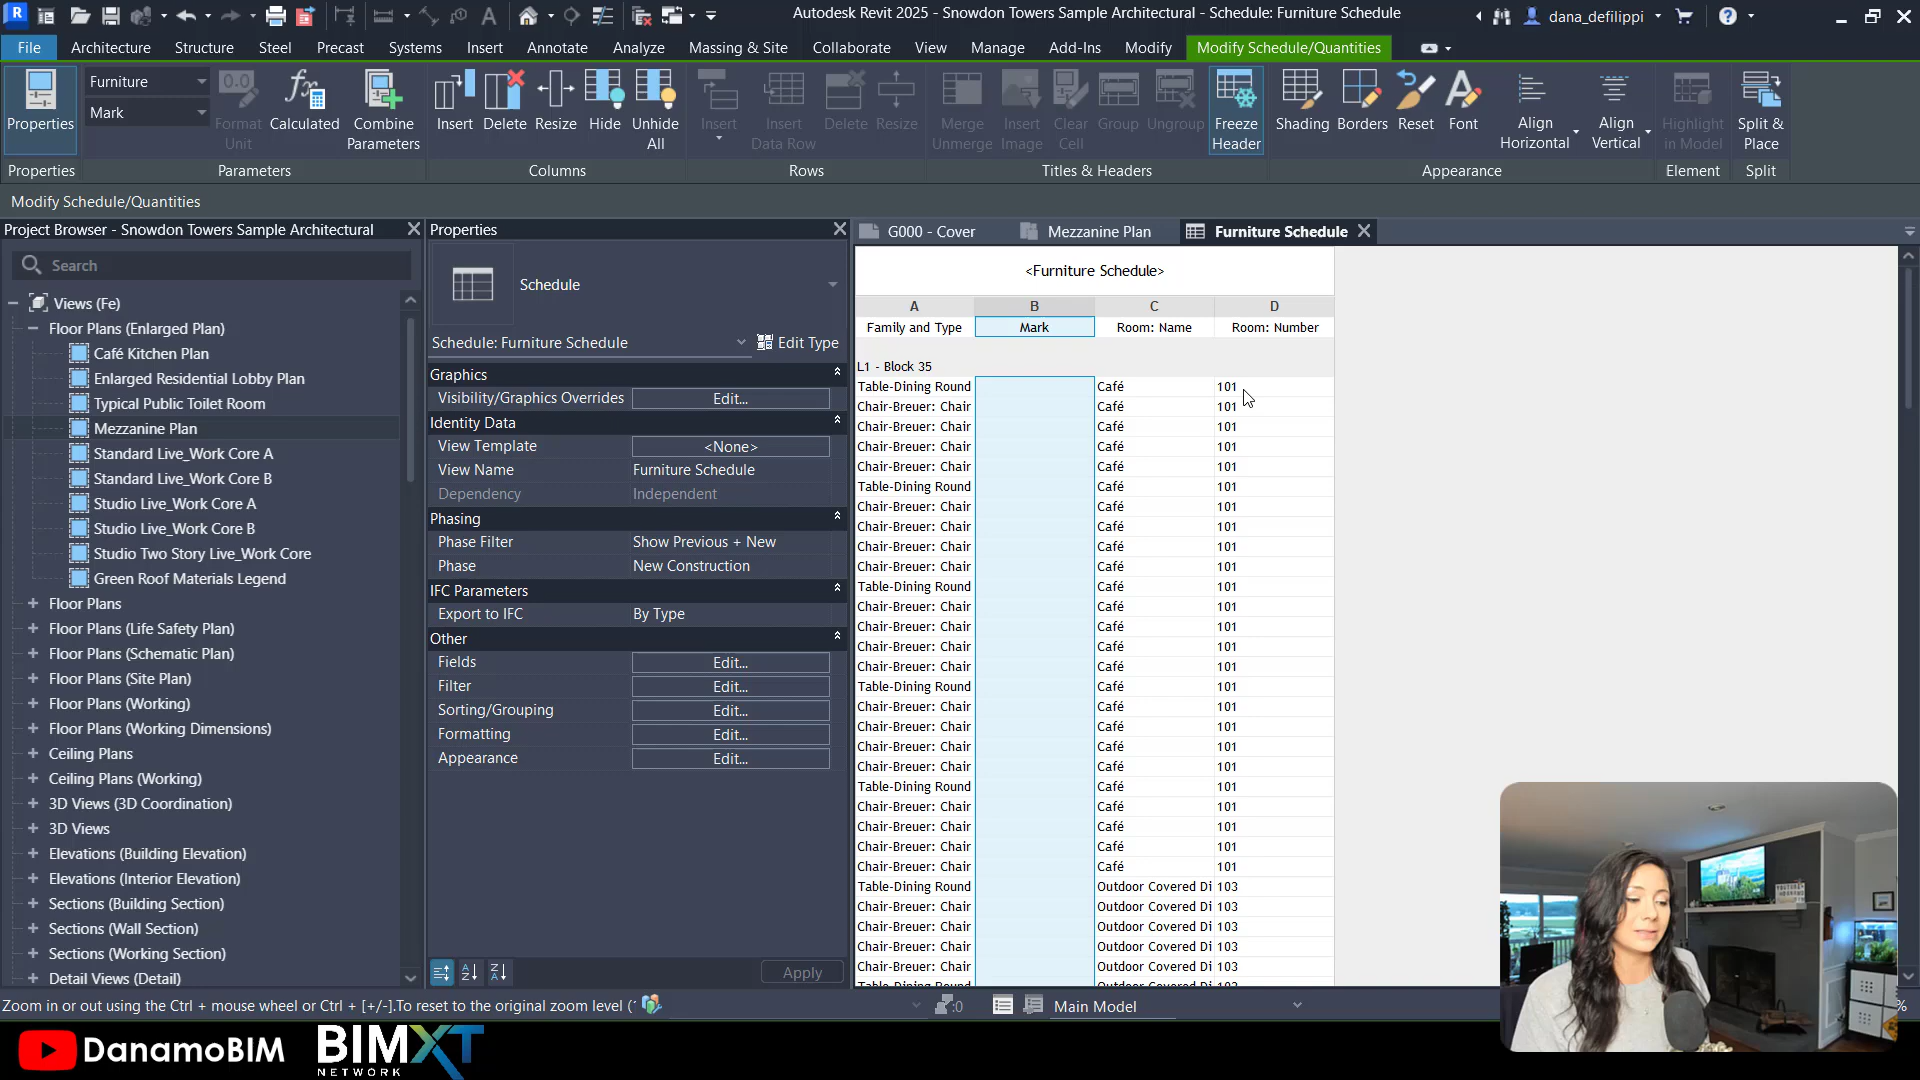 Autodesk Revit 2025 - Snowdon Towers Sample Architectural - Schedule: Furniture Schedule
dana_defilippi
File Architecture Structure Steel Precast Systems Insert Annotate Analyze Massing & Site Collaborate View Manage Add-Ins Modify Modify Schedule/Quantities
Properties
Furniture
Mark
Format Unit
Calculated
Combine Parameters
Insert Delete Resize Hide Unhide All
Insert
Insert Data Row
Delete Resize
Merge Unmerge
Insert Image
Clear Cell
Group Ungroup
Freeze Header
Shading Borders Reset Font
Align Horizontal
Align Vertical
Highlight in Model
Split & Place
Properties Parameters Columns Rows Titles & Headers Appearance Element Split
Modify Schedule/Quantities
Project Browser - Snowdon Towers Sample Architectural
Search
Views (Fe)
Floor Plans (Enlarged Plan)
Café Kitchen Plan
Enlarged Residential Lobby Plan
Typical Public Toilet Room
Mezzanine Plan
Standard Live_Work Core A
Standard Live_Work Core B
Studio Live_Work Core A
Studio Live_Work Core B
Studio Two Story Live_Work Core
Green Roof Materials Legend
Floor Plans
Floor Plans (Life Safety Plan)
Floor Plans (Schematic Plan)
Floor Plans (Site Plan)
Floor Plans (Working)
Floor Plans (Working Dimensions)
Ceiling Plans
Ceiling Plans (Working)
3D Views (3D Coordination)
3D Views
Elevations (Building Elevation)
Elevations (Interior Elevation)
Sections (Building Section)
Sections (Wall Section)
Sections (Working Section)
Detail Views (Detail)
Properties
Schedule
Schedule: Furniture Schedule
Edit Type
Graphics
Visibility/Graphics Overrides Edit...
Identity Data
View Template <None>
View Name Furniture Schedule
Dependency Independent
Phasing
Phase Filter Show Previous + New
Phase New Construction
IFC Parameters
Export to IFC By Type
Other
Fields Edit...
Filter Edit...
Sorting/Grouping Edit...
Formatting Edit...
Appearance Edit...
Apply
G000 - Cover Mezzanine Plan Furniture Schedule
<Furniture Schedule>
A B C D
Family and Type Mark Room: Name Room: Number
L1 - Block 35
Table-Dining Round Café 101
Chair-Breuer: Chair Café 101
Chair-Breuer: Chair Café 101
Chair-Breuer: Chair Café 101
Chair-Breuer: Chair Café 101
Table-Dining Round Café 101
Chair-Breuer: Chair Café 101
Chair-Breuer: Chair Café 101
Chair-Breuer: Chair Café 101
Chair-Breuer: Chair Café 101
Table-Dining Round Café 101
Chair-Breuer: Chair Café 101
Chair-Breuer: Chair Café 101
Chair-Breuer: Chair Café 101
Chair-Breuer: Chair Café 101
Table-Dining Round Café 101
Chair-Breuer: Chair Café 101
Chair-Breuer: Chair Café 101
Chair-Breuer: Chair Café 101
Chair-Breuer: Chair Café 101
Table-Dining Round Café 101
Chair-Breuer: Chair Café 101
Chair-Breuer: Chair Café 101
Chair-Breuer: Chair Café 101
Chair-Breuer: Chair Café 101
Table-Dining Round Outdoor Covered Di 103
Chair-Breuer: Chair Outdoor Covered Di 103
Chair-Breuer: Chair Outdoor Covered Di 103
Chair-Breuer: Chair Outdoor Covered Di 103
Chair-Breuer: Chair Outdoor Covered Di 103
Zoom in or out using the Ctrl + mouse wheel or Ctrl + [+/-].To reset to the original zoom level (
:0
Main Model
%
DanamoBIM
BIMXT
NETWORK